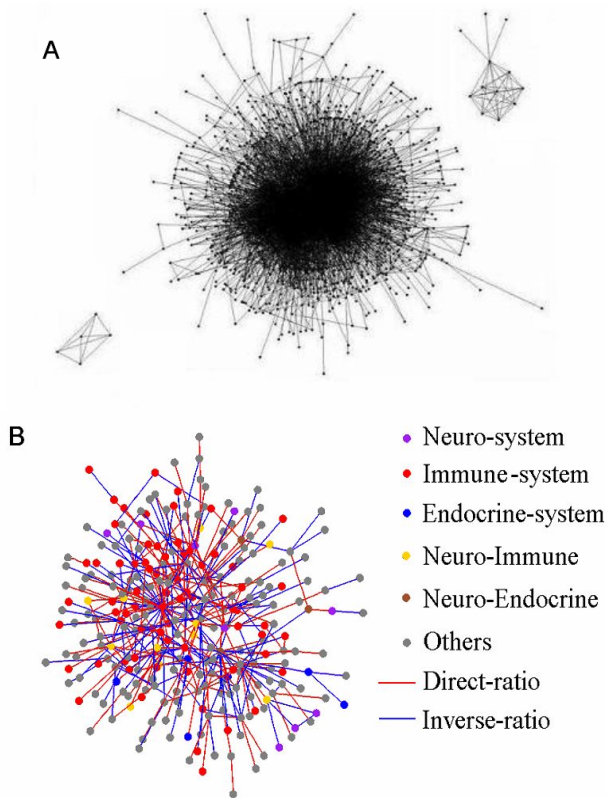 A
B
Neuro-system
Immune-system
Endocrine-system
Neuro-Immune
Neuro-Endocrine
Others
Direct-ratio
Inverse-ratio